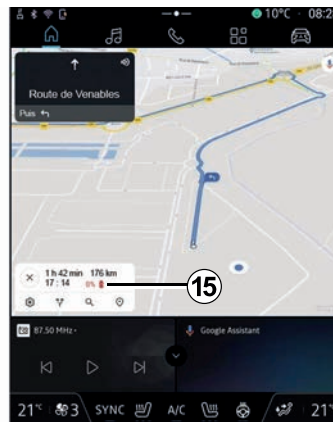 10°C 08:2
Route de Venables
Puis
1 h 42 min 176 km
17 : 14 0%
15
87.50 MHz
Google Assistant
21°C 3 SYNC A/C 21°